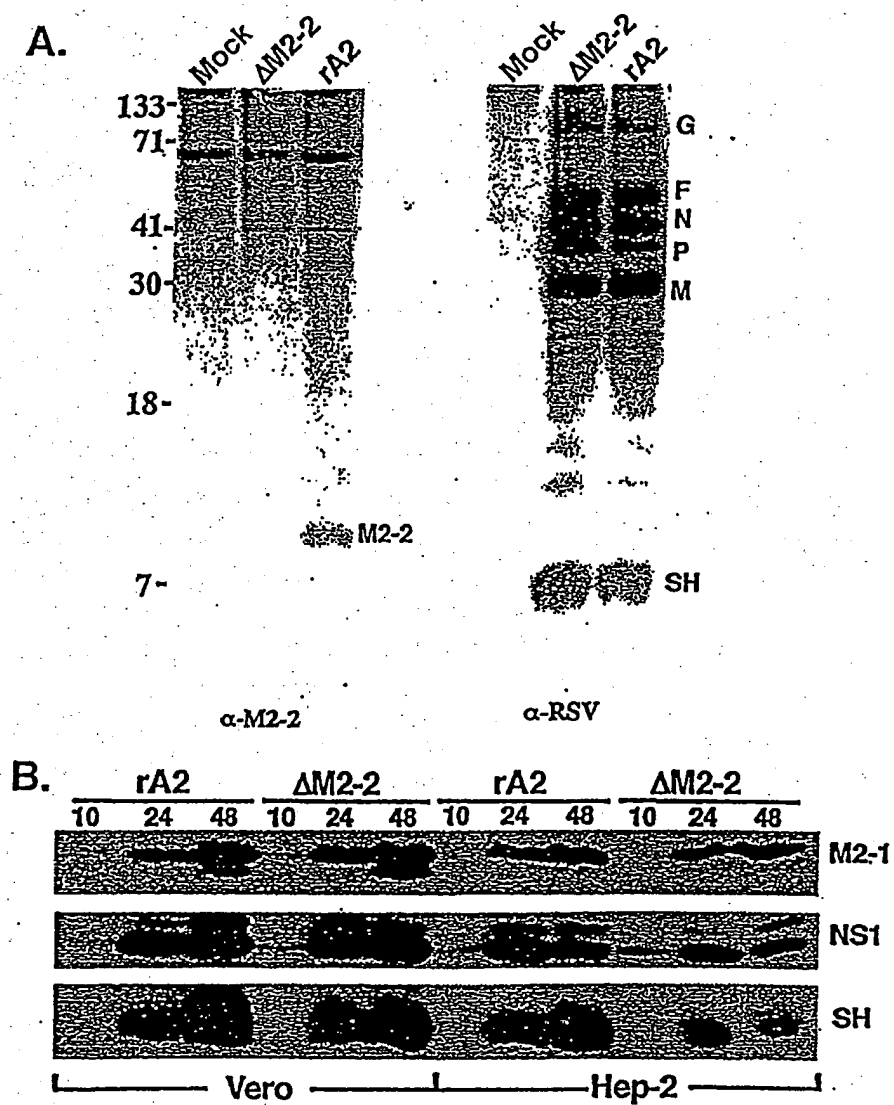 A.
Mock ΔM2-2 rA2
Mock ΔM2-2 rA2
133-
71-
41-
30-
18-
7-
M2-2
G
F
N
P
M
SH
α-M2-2
α-RSV
B.
rA2 ΔM2-2 rA2 ΔM2-2
10 24 48 10 24 48 10 24 48 10 24 48
M2-1
NS1
SH
Vero Hep-2